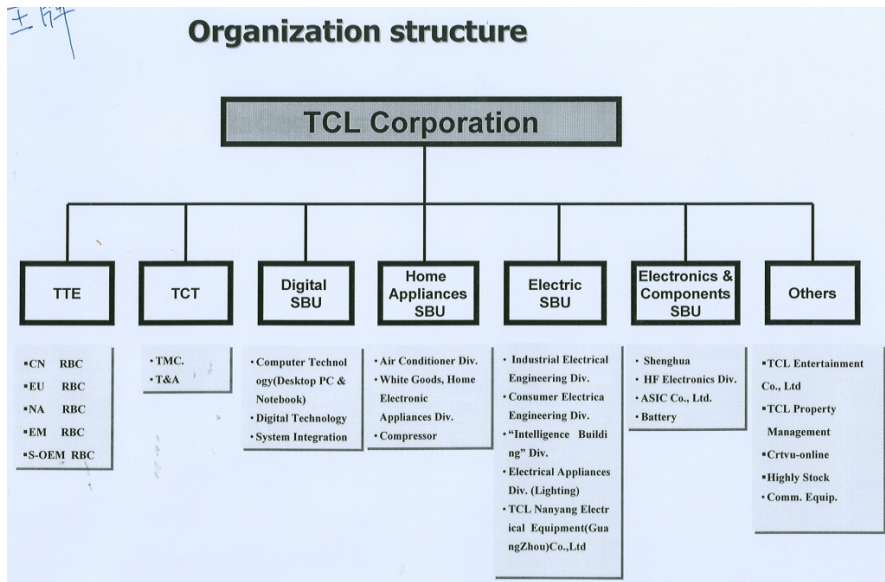 Organization structure
TCL Corporation
TTE
TCT
Digital
SBU
Home
Appliances
SBU
Electric
SBU
Electronics &
Components
SBU
Others
▪CN RBC
▪EU RBC
▪NA RBC
▪EM RBC
▪S-OEM RBC
• TMC.
• T&A
• Computer Technol
ogy(Desktop PC &
Notebook)
• Digital Technology
• System Integration
• Air Conditioner Div.
• White Goods, Home
Electronic
Appliances Div.
• Compressor
• Industrial Electrical
Engineering Div.
• Consumer Electrica
Engineering Div.
• “Intelligence Buildi
ng” Div.
• Electrical Appliances
Div. (Lighting)
• TCL Nanyang Electr
ical Equipment(Gua
ngZhou)Co.,Ltd
• Shenghua
• HF Electronics Div.
• ASIC Co., Ltd.
• Battery
▪TCL Entertainment
Co., Ltd
▪TCL Property
Management
▪Crtvu-online
▪Highly Stock
▪Comm. Equip.